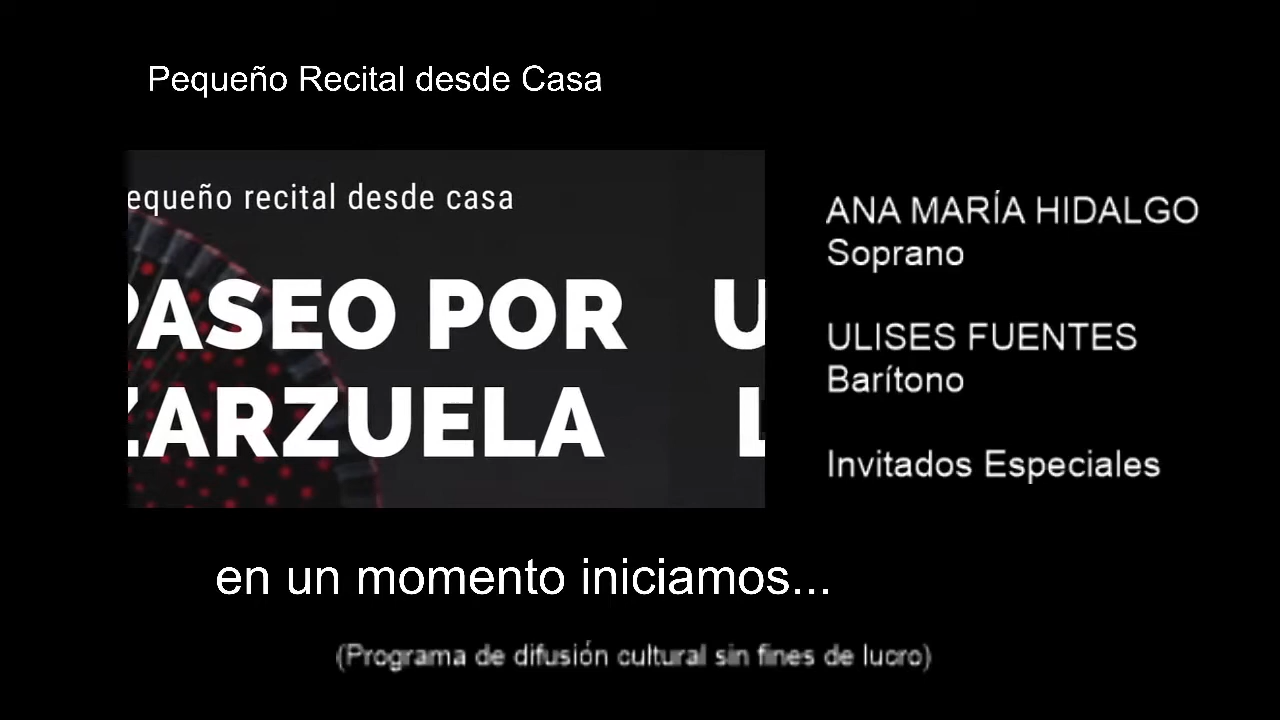 Pequeño Recital desde Casa
equeño recital desde casa
PASEO POR
ZARZUELA
U
L
ANA MARÍA HIDALGO
Soprano
ULISES FUENTES
Barítono
Invitados Especiales
en un momento iniciamos...
(Programa de difusión cultural sin fines de lucro)